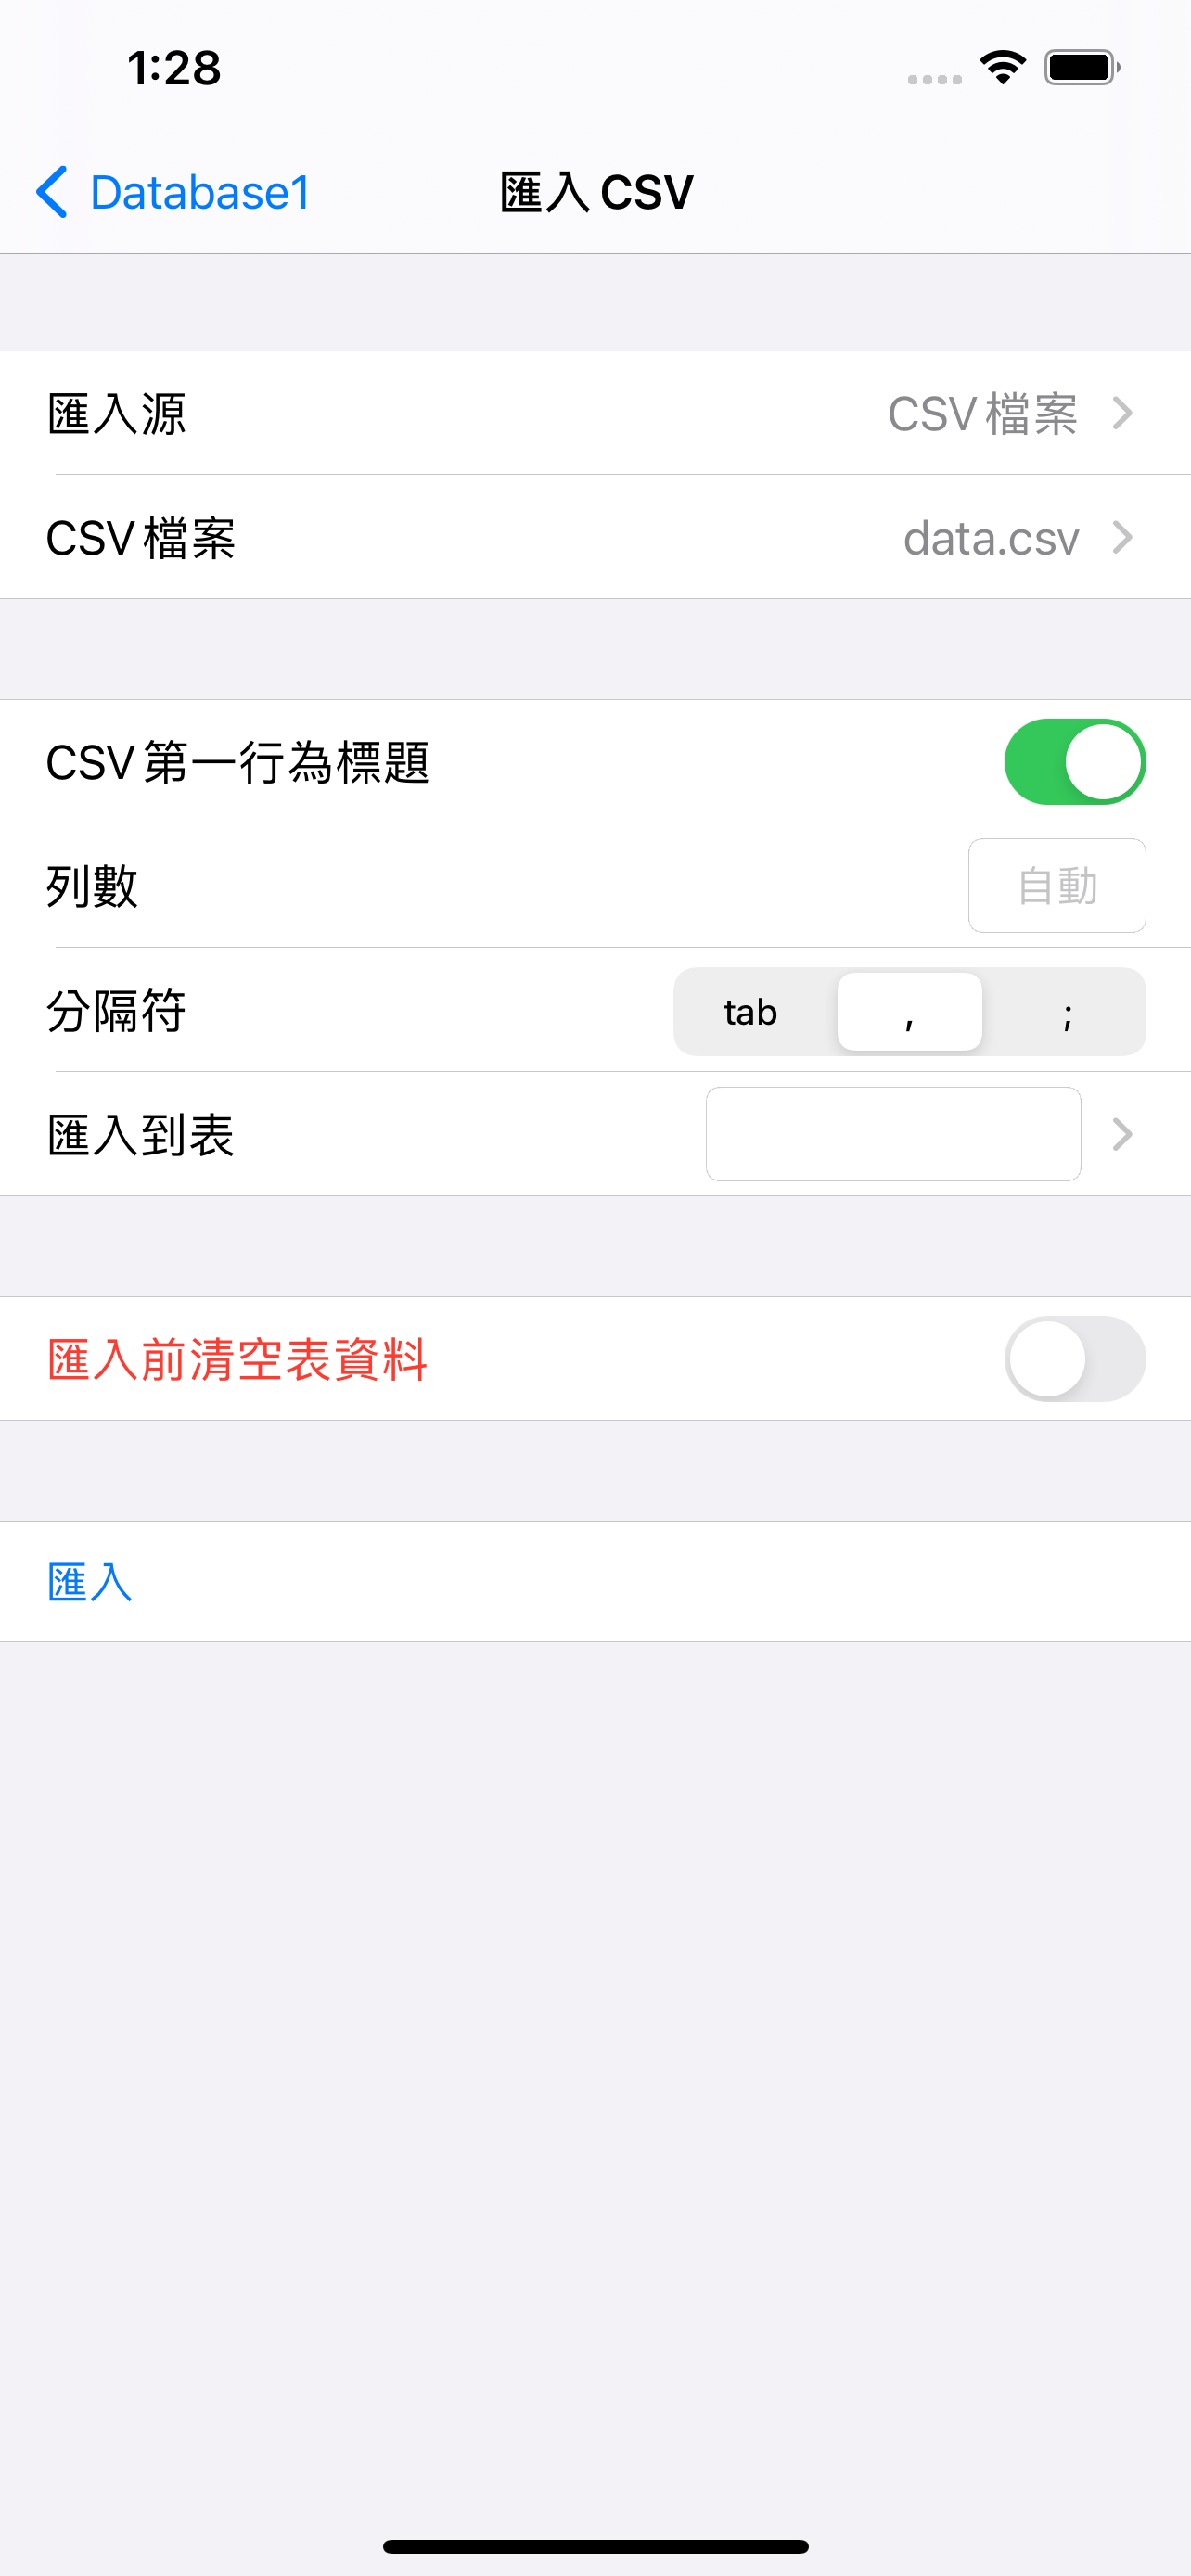 1:28
Database1
匯入 CSV
匯入源 CSV 檔案
CSV 檔案 data.csv
CSV 第一行為標題
列數 自動
分隔符 tab , ;
匯入到表
匯入前清空表資料
匯入